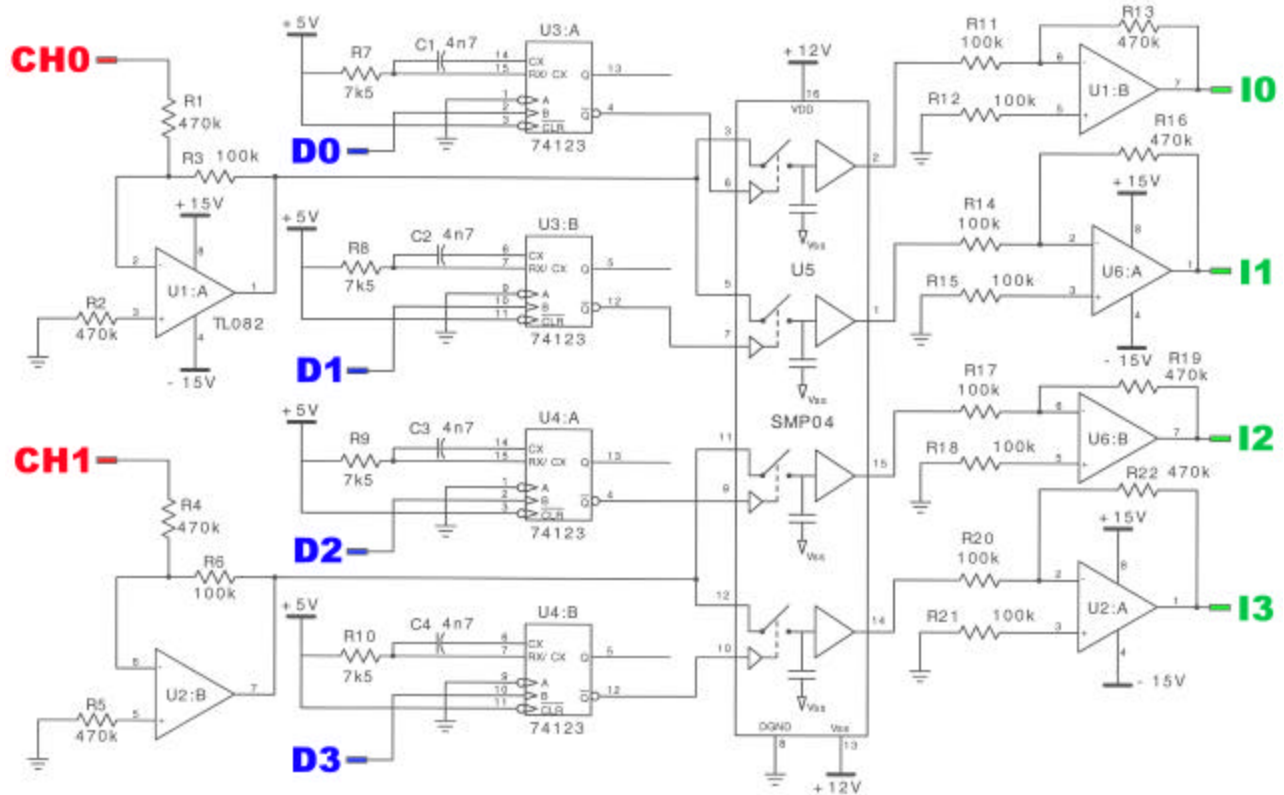 CH0
R1
470k
R3 100k
+15V
8
2
-
U1:A
1
3
+
R2
470k
TL082
4
- 15V
+5V
R7
7k5
C1 4n7
U3:A
14
CX
15
RX/ CX
Q
13
1
A
2
B
Q
4
3
CLR
D0
74123
+5V
R8
7k5
C2 4n7
U3:B
6
CX
7
RX/ CX
Q
5
9
A
10
B
Q
12
11
CLR
D1
74123
CH1
R4
470k
R6
100k
6
-
U2:B
7
5
+
R5
470k
+5V
R9
7k5
C3 4n7
U4:A
14
CX
15
RX/ CX
Q
13
1
A
2
B
Q
4
3
CLR
D2
74123
+5V
R10
7k5
C4 4n7
U4:B
6
CX
7
RX/ CX
Q
5
9
A
10
B
Q
12
11
CLR
D3
74123
+12V
16
VDD
3
2
6
Vss
U5
5
1
7
Vss
SMP04
11
15
9
Vss
12
14
10
Vss
DGND
8
Vss
13
+12V
R11
100k
R13
470k
6
-
U1:B
7
I0
R12 100k
5
+
R16
470k
+15V
R14
100k
8
2
-
U6:A
1
I1
R15 100k
3
+
4
- 15V
R17
100k
R19
470k
6
-
U6:B
7
I2
R18 100k
5
+
R22 470k
+15V
R20
100k
8
2
-
U2:A
1
I3
R21 100k
3
+
4
- 15V